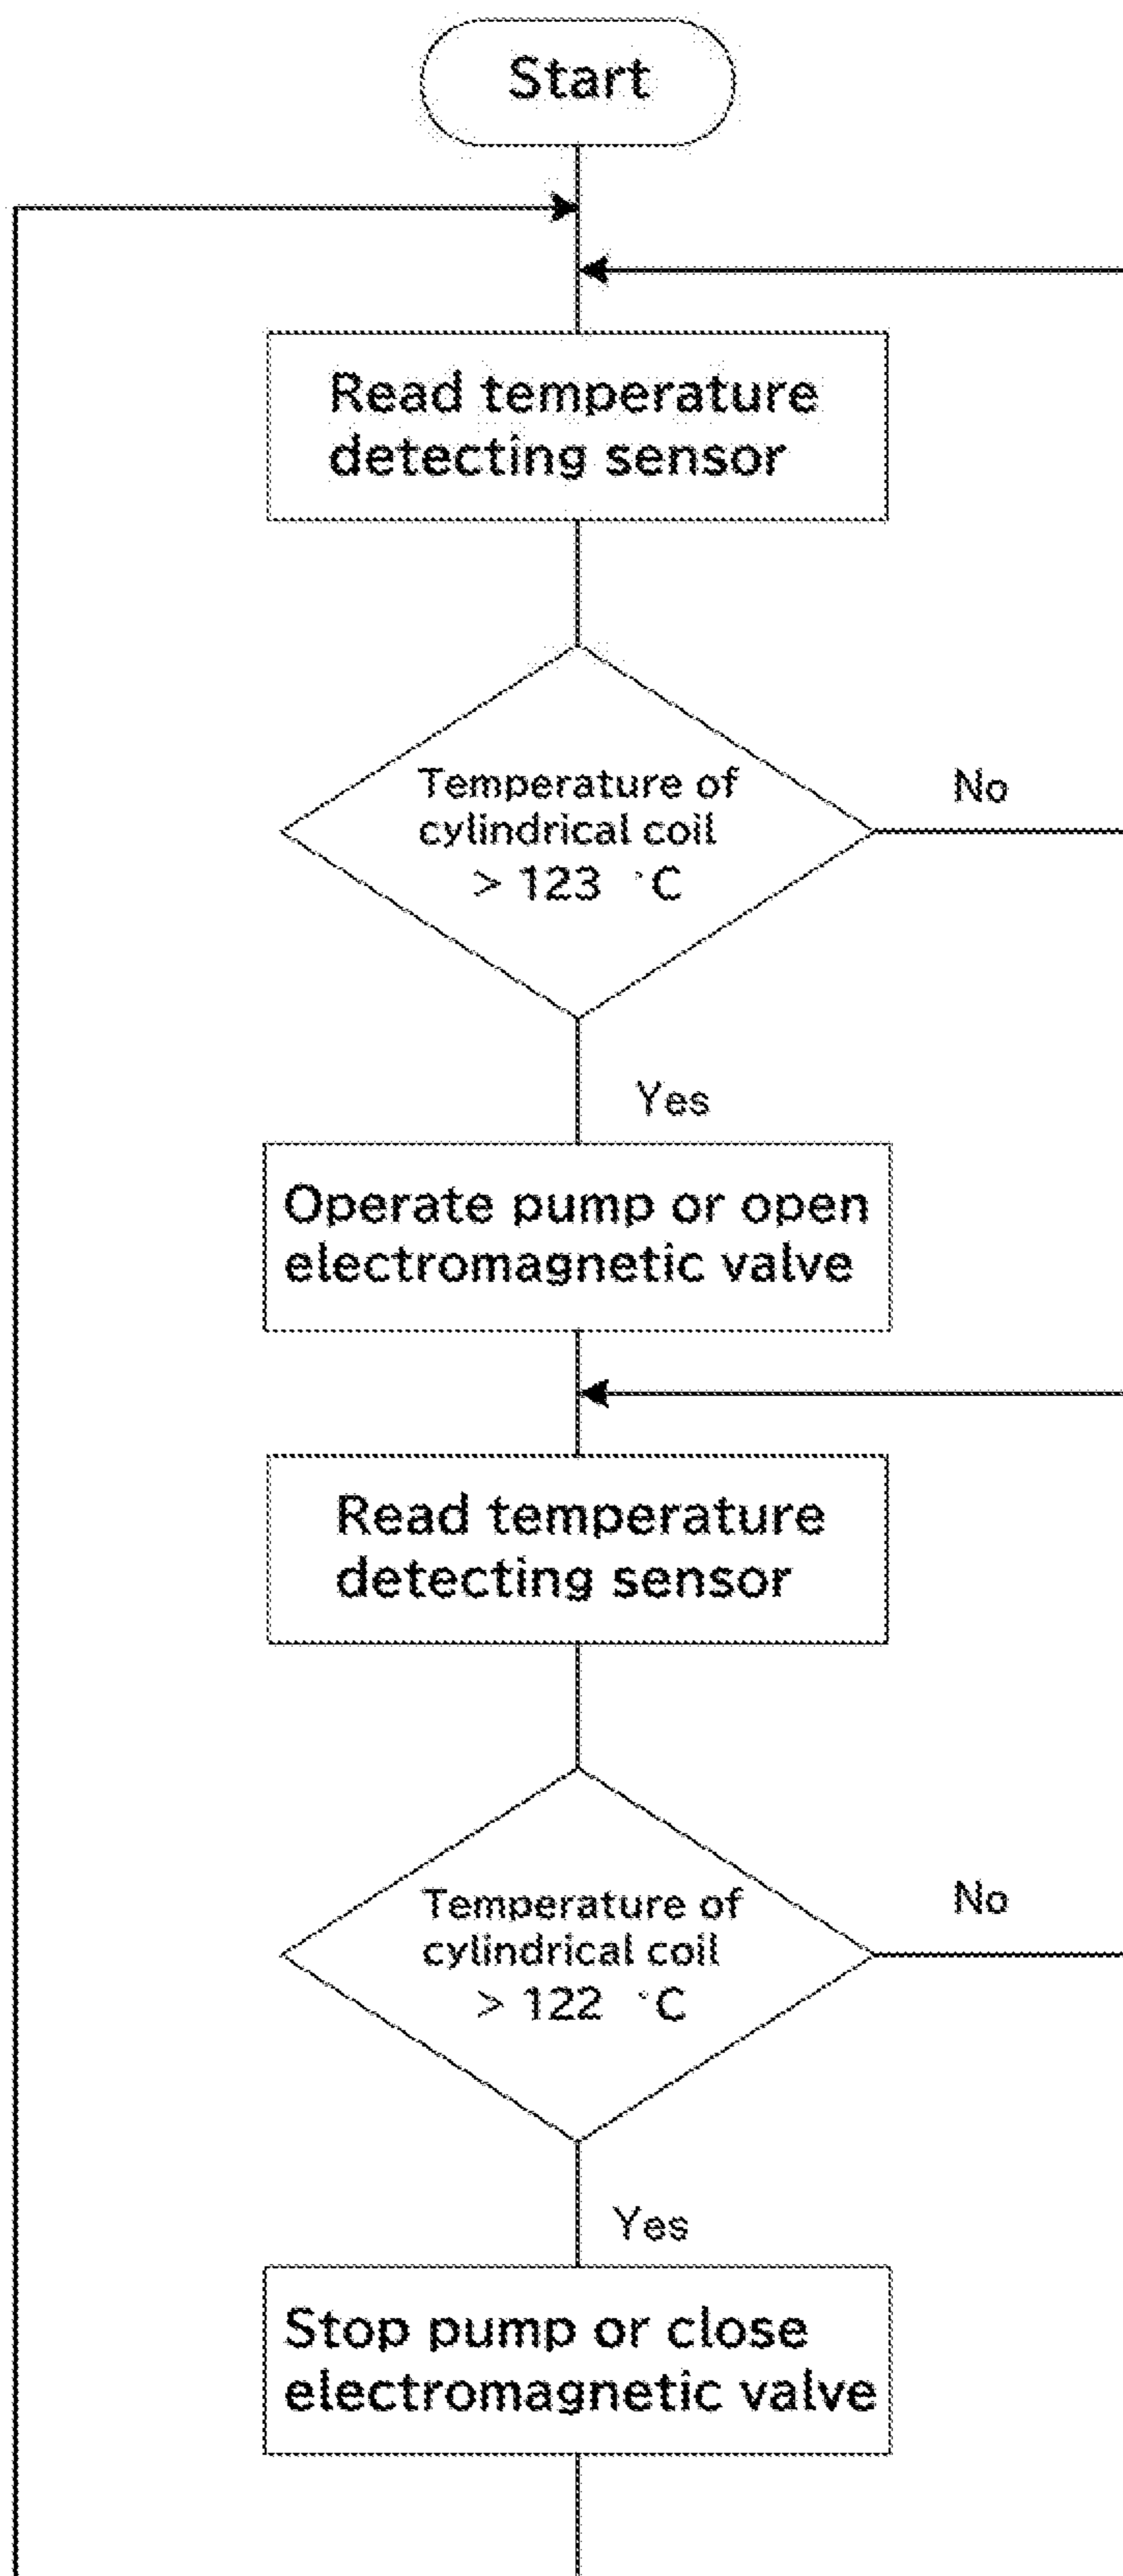 Start
Read temperature
detecting sensor
Temperature of
cylindrical coil
> 123 °C
No
Yes
Operate pump or open
electromagnetic valve
Read temperature
detecting sensor
Temperature of
cylindrical coil
> 122 °C
No
Yes
Stop pump or close
electromagnetic valve